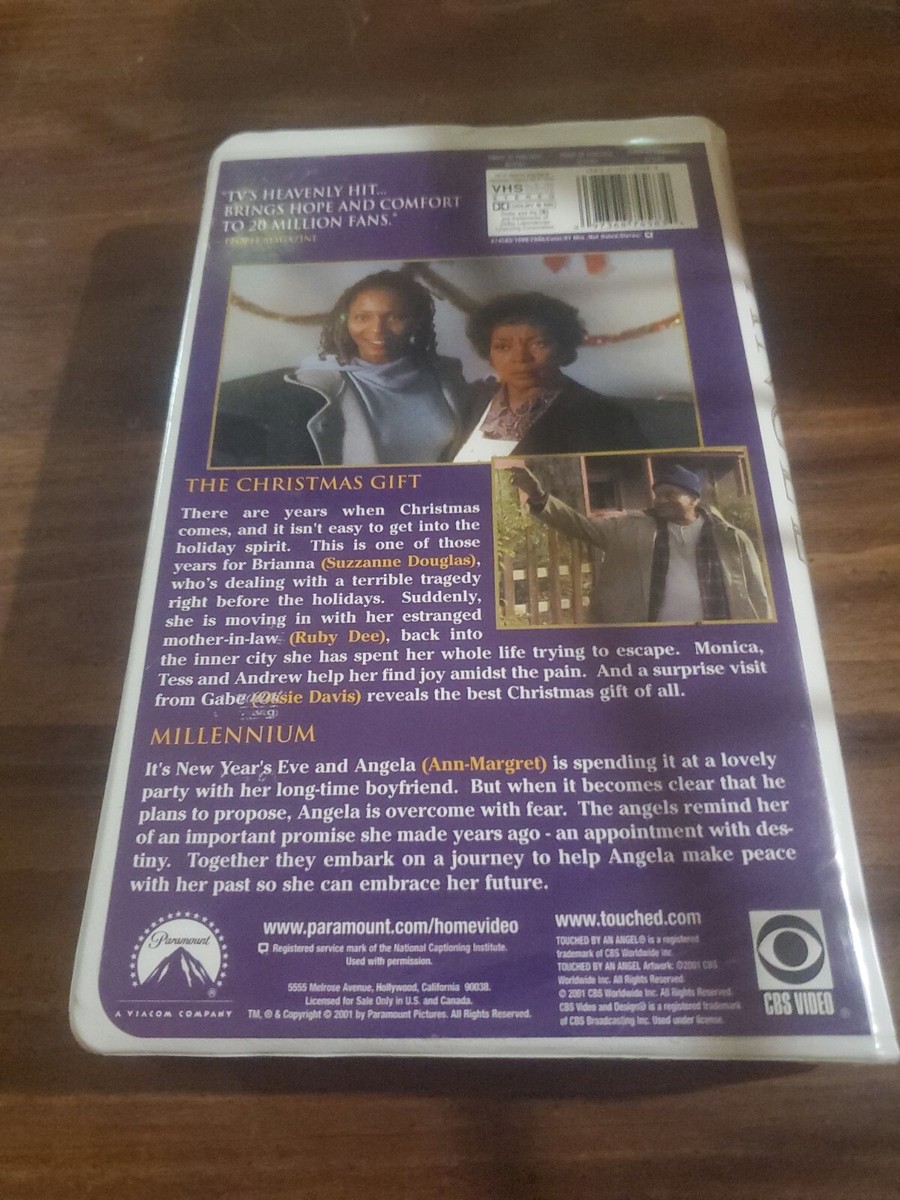 "TV'S HEAVENLY HIT...
BRINGS HOPE AND COMFORT
TO 20 MILLION FANS."
PEOPLE MAGAZINE
VHS
STEREO
THE CHRISTMAS GIFT
There are years when Christmas
comes, and it isn't easy to get into the
holiday spirit. This is one of those
years for Brianna (Suzzanne Douglas),
who's dealing with a terrible tragedy
right before the holidays. Suddenly,
she is moving in with her estranged
mother-in-law (Ruby Dee), back into
the inner city she has spent her whole life trying to escape. Monica,
Tess and Andrew help her find joy amidst the pain. And a surprise visit
from Gabe (Ossie Davis) reveals the best Christmas gift of all.
MILLENNIUM
It's New Year's Eve and Angela (Ann-Margret) is spending it at a lovely
party with her long-time boyfriend. But when it becomes clear that he
plans to propose, Angela is overcome with fear. The angels remind her
of an important promise she made years ago - an appointment with des-
tiny. Together they embark on a journey to help Angela make peace
with her past so she can embrace her future.
Paramount
®
A VIACOM COMPANY
www.paramount.com/homevideo
Registered service mark of the National Captioning Institute.
Used with permission.
5555 Melrose Avenue, Hollywood, California 90038.
Licensed for Sale Only in U.S. and Canada.
TM, ® & Copyright © 2001 by Paramount Pictures. All Rights Reserved.
www.touched.com
TOUCHED BY AN ANGEL® is a registered
trademark of CBS Worldwide Inc.
TOUCHED BY AN ANGEL Artwork: ©2001 CBS
Worldwide Inc. All Rights Reserved.
© 2001 CBS Worldwide Inc. All Rights Reserved.
CBS Video and Design® is a registered trademark
of CBS Broadcasting Inc. Used under license.
CBS VIDEO ®